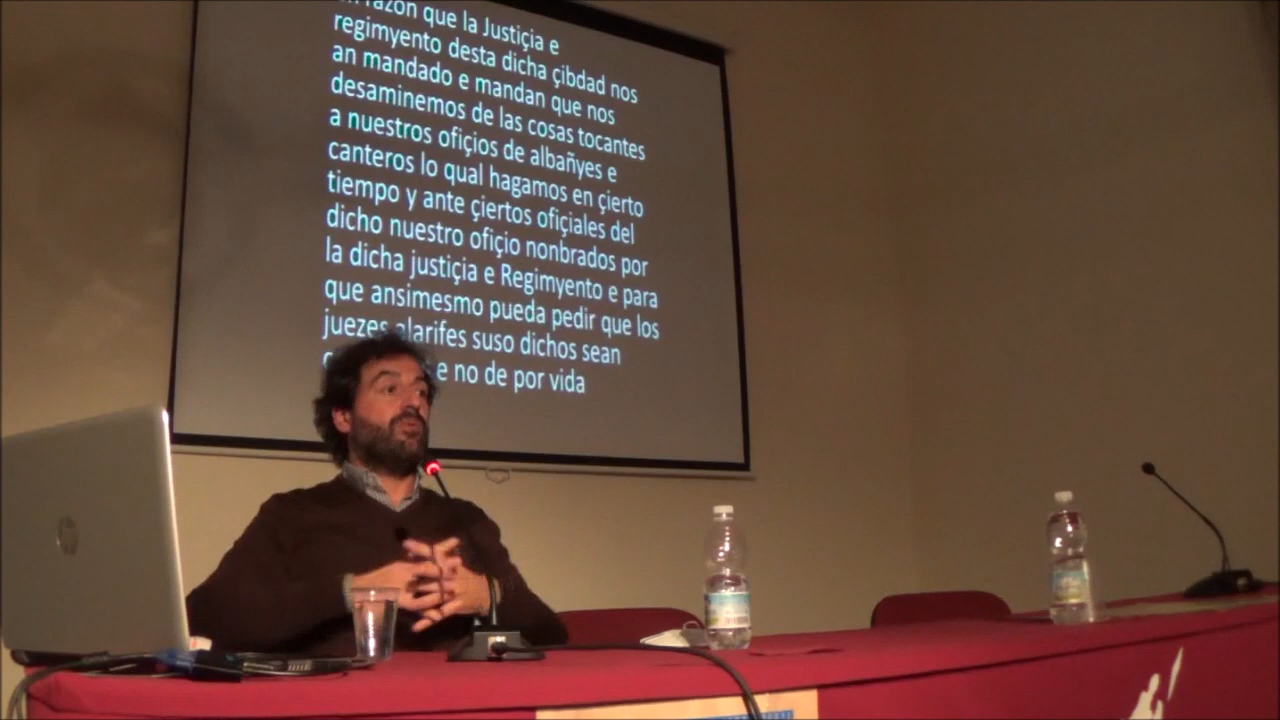 razón que la Justiçia e
regimyento desta dicha çibdad nos
an mandado e mandan que nos
desaminemos de las cosas tocantes
a nuestros ofiçios de albañyes e
canteros lo qual hagamos en çierto
tiempo y ante çiertos ofiçiales del
dicho nuestro ofiçio nonbrados por
la dicha justiçia e Regimyento e para
que ansimesmo pueda pedir que los
juezes alarifes suso dichos sean
e no de por vida